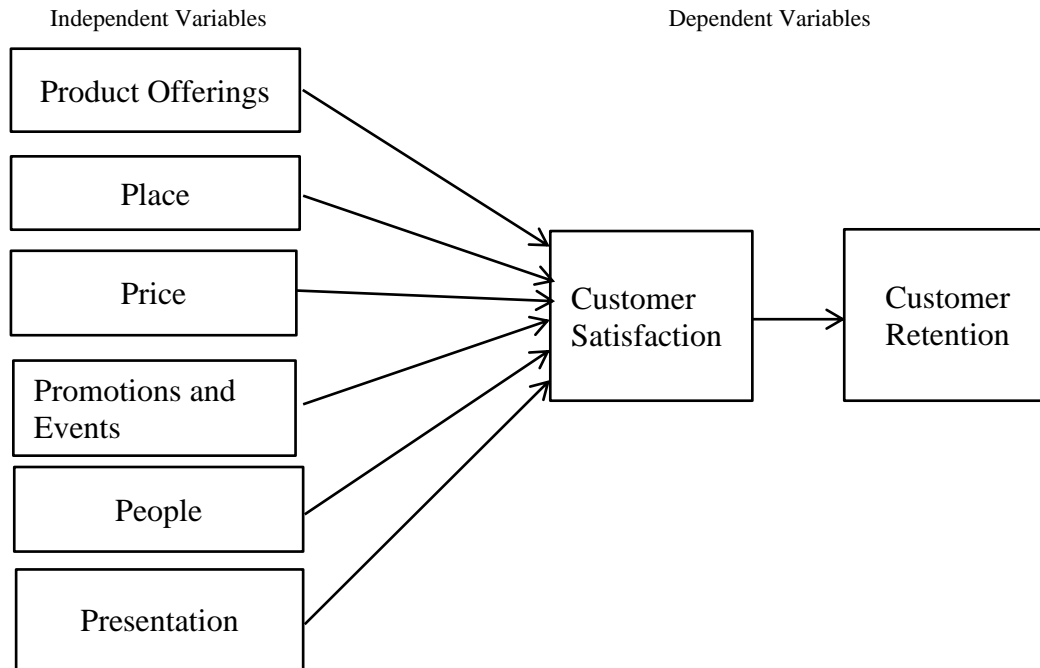 Independent Variables
Dependent Variables
Product Offerings
Place
Price
Promotions and
Events
People
Presentation
Customer
Satisfaction
Customer
Retention